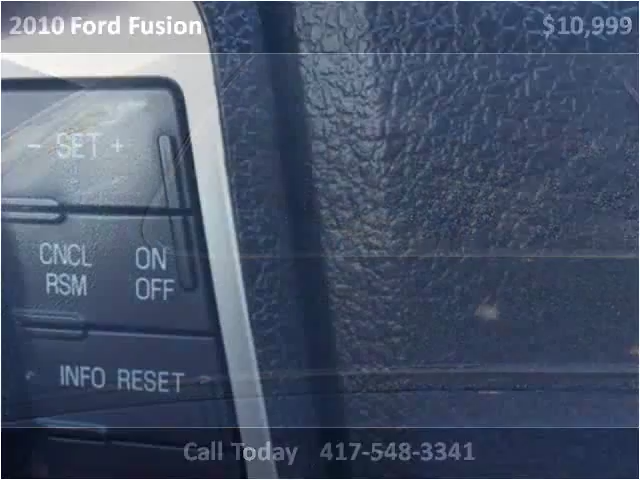 2010 Ford Fusion
$10,999
- SET +
CNCL ON
RSM OFF
INFO RESET
Call Today 417-548-3341